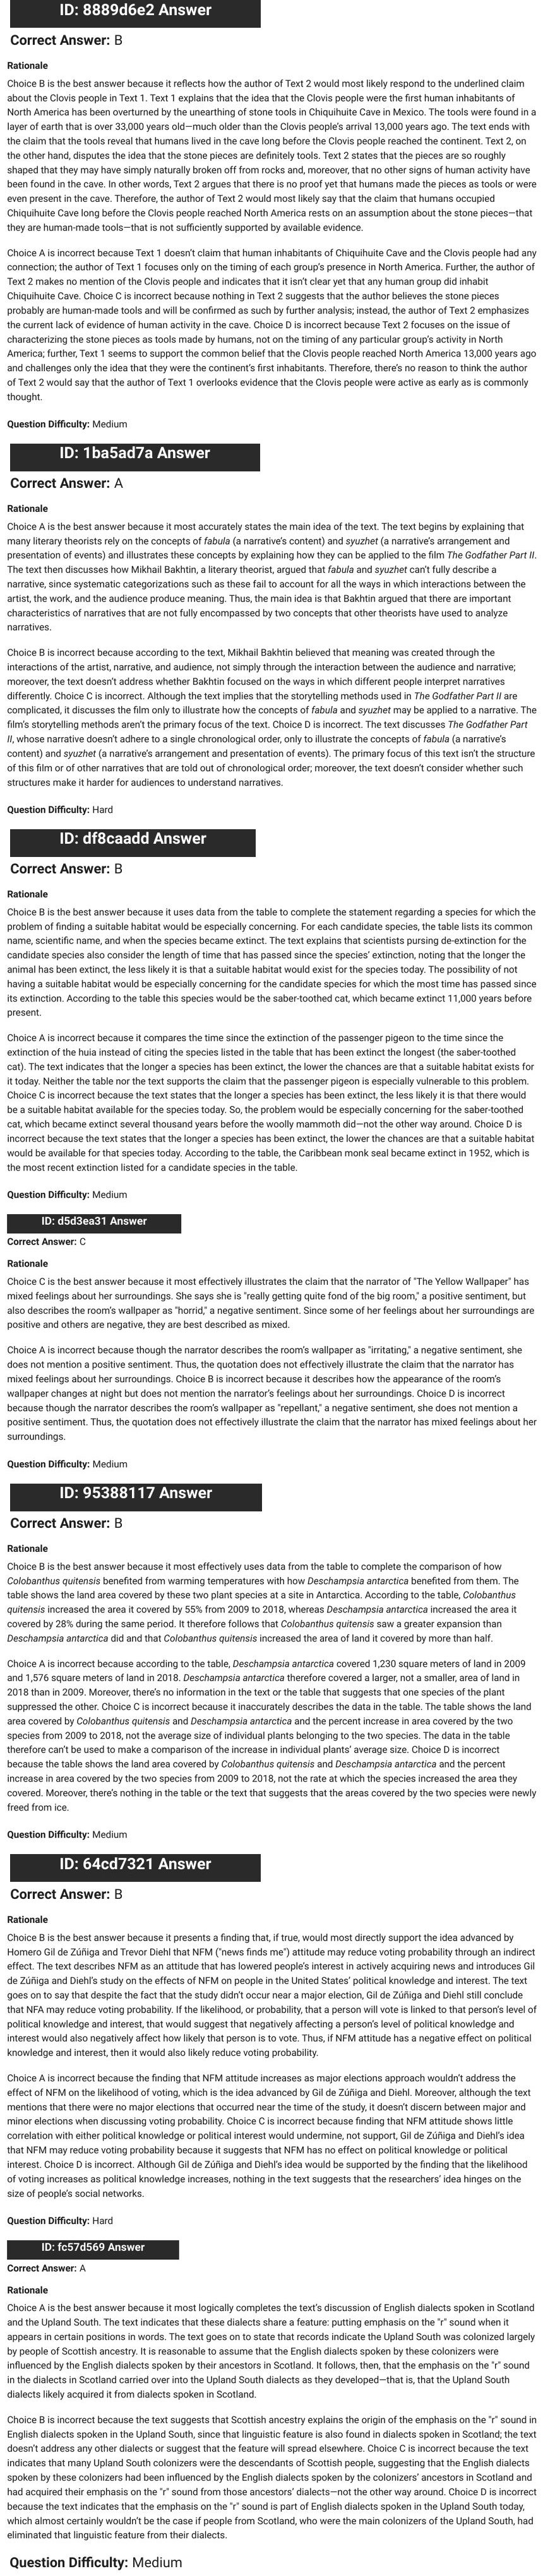 ID: 8889d6e2 Answer
Correct Answer: B
Rationale
Choice B is the best answer because it reflects how the author of Text 2 would most likely respond to the underlined claim
about the Clovis people in Text 1. Text 1 explains that the idea that the Clovis people were the first human inhabitants of
North America has been overturned by the unearthing of stone tools in Chiquihuite Cave in Mexico. The tools were found in a
layer of earth that is over 33,000 years old—much older than the Clovis people's arrival 13,000 years ago. The text ends with
the claim that the tools reveal that humans lived in the cave long before the Clovis people reached the continent. Text 2, on
the other hand, disputes the idea that the stone pieces are definitely tools. Text 2 states that the pieces are so roughly
shaped that they may have simply naturally broken off from rocks and, moreover, that no other signs of human activity have
been found in the cave. In other words, Text 2 argues that there is no proof yet that humans made the pieces as tools or were
even present in the cave. Therefore, the author of Text 2 would most likely say that the claim that humans occupied
Chiquihuite Cave long before the Clovis people reached North America rests on an assumption about the stone pieces—that
they are human-made tools—that is not sufficiently supported by available evidence.
Choice A is incorrect because Text 1 doesn't claim that human inhabitants of Chiquihuite Cave and the Clovis people had any
connection; the author of Text 1 focuses only on the timing of each group's presence in North America. Further, the author of
Text 2 makes no mention of the Clovis people and indicates that it isn't clear yet that any human group did inhabit
Chiquihuite Cave. Choice C is incorrect because nothing in Text 2 suggests that the author believes the stone pieces
probably are human-made tools and will be confirmed as such by further analysis; instead, the author of Text 2 emphasizes
the current lack of evidence of human activity in the cave. Choice D is incorrect because Text 2 focuses on the issue of
characterizing the stone pieces as tools made by humans, not on the timing of any particular group's activity in North
America; further, Text 1 seems to support the common belief that the Clovis people reached North America 13,000 years ago
and challenges only the idea that they were the continent's first inhabitants. Therefore, there's no reason to think the author
of Text 2 would say that the author of Text 1 overlooks evidence that the Clovis people were active as early as is commonly
thought.
Question Difficulty: Medium
ID: 1ba5ad7a Answer
Correct Answer: A
Rationale
Choice A is the best answer because it most accurately states the main idea of the text. The text begins by explaining that
many literary theorists rely on the concepts of fabula (a narrative's content) and syuzhet (a narrative's arrangement and
presentation of events) and illustrates these concepts by explaining how they can be applied to the film The Godfather Part II.
The text then discusses how Mikhail Bakhtin, a literary theorist, argued that fabula and syuzhet can't fully describe a
narrative, since systematic categorizations such as these fail to account for all the ways in which interactions between the
artist, the work, and the audience produce meaning. Thus, the main idea is that Bakhtin argued that there are important
characteristics of narratives that are not fully encompassed by two concepts that other theorists have used to analyze
narratives.
Choice B is incorrect because according to the text, Mikhail Bakhtin believed that meaning was created through the
interactions of the artist, narrative, and audience, not simply through the interaction between the audience and narrative;
moreover, the text doesn't address whether Bakhtin focused on the ways in which different people interpret narratives
differently. Choice C is incorrect. Although the text implies that the storytelling methods used in The Godfather Part II are
complicated, it discusses the film only to illustrate how the concepts of fabula and syuzhet may be applied to a narrative. The
film's storytelling methods aren't the primary focus of the text. Choice D is incorrect. The text discusses The Godfather Part
II, whose narrative doesn't adhere to a single chronological order, only to illustrate the concepts of fabula (a narrative's
content) and syuzhet (a narrative's arrangement and presentation of events). The primary focus of this text isn't the structure
of this film or of other narratives that are told out of chronological order; moreover, the text doesn't consider whether such
structures make it harder for audiences to understand narratives.
Question Difficulty: Hard
ID: df8caadd Answer
Correct Answer: B
Rationale
Choice B is the best answer because it uses data from the table to complete the statement regarding a species for which the
problem of finding a suitable habitat would be especially concerning. For each candidate species, the table lists its common
name, scientific name, and when the species became extinct. The text explains that scientists pursing de-extinction for the
candidate species also consider the length of time that has passed since the species' extinction, noting that the longer the
animal has been extinct, the less likely it is that a suitable habitat would exist for the species today. The possibility of not
having a suitable habitat would be especially concerning for the candidate species for which the most time has passed since
its extinction. According to the table this species would be the saber-toothed cat, which became extinct 11,000 years before
present.
Choice A is incorrect because it compares the time since the extinction of the passenger pigeon to the time since the
extinction of the huia instead of citing the species listed in the table that has been extinct the longest (the saber-toothed
cat). The text indicates that the longer a species has been extinct, the lower the chances are that a suitable habitat exists for
it today. Neither the table nor the text supports the claim that the passenger pigeon is especially vulnerable to this problem.
Choice C is incorrect because the text states that the longer a species has been extinct, the less likely it is that there would
be a suitable habitat available for the species today. So, the problem would be especially concerning for the saber-toothed
cat, which became extinct several thousand years before the woolly mammoth did—not the other way around. Choice D is
incorrect because the text states that the longer a species has been extinct, the lower the chances are that a suitable habitat
would be available for that species today. According to the table, the Caribbean monk seal became extinct in 1952, which is
the most recent extinction listed for a candidate species in the table.
Question Difficulty: Medium
ID: d5d3ea31 Answer
Correct Answer: C
Rationale
Choice C is the best answer because it most effectively illustrates the claim that the narrator of "The Yellow Wallpaper" has
mixed feelings about her surroundings. She says she is "really getting quite fond of the big room," a positive sentiment, but
also describes the room's wallpaper as "horrid," a negative sentiment. Since some of her feelings about her surroundings are
positive and others are negative, they are best described as mixed.
Choice A is incorrect because though the narrator describes the room's wallpaper as "irritating," a negative sentiment, she
does not mention a positive sentiment. Thus, the quotation does not effectively illustrate the claim that the narrator has
mixed feelings about her surroundings. Choice B is incorrect because it describes how the appearance of the room's
wallpaper changes at night but does not mention the narrator's feelings about her surroundings. Choice D is incorrect
because though the narrator describes the room's wallpaper as "repellant," a negative sentiment, she does not mention a
positive sentiment. Thus, the quotation does not effectively illustrate the claim that the narrator has mixed feelings about her
surroundings.
Question Difficulty: Medium
ID: 95388117 Answer
Correct Answer: B
Rationale
Choice B is the best answer because it most effectively uses data from the table to complete the comparison of how
Colobanthus quitensis benefited from warming temperatures with how Deschampsia antarctica benefited from them. The
table shows the land area covered by these two plant species at a site in Antarctica. According to the table, Colobanthus
quitensis increased the area it covered by 55% from 2009 to 2018, whereas Deschampsia antarctica increased the area it
covered by 28% during the same period. It therefore follows that Colobanthus quitensis saw a greater expansion than
Deschampsia antarctica did and that Colobanthus quitensis increased the area of land it covered by more than half.
Choice A is incorrect because according to the table, Deschampsia antarctica covered 1,230 square meters of land in 2009
and 1,576 square meters of land in 2018. Deschampsia antarctica therefore covered a larger, not a smaller, area of land in
2018 than in 2009. Moreover, there's no information in the text or the table that suggests that one species of the plant
suppressed the other. Choice C is incorrect because it inaccurately describes the data in the table. The table shows the land
area covered by Colobanthus quitensis and Deschampsia antarctica and the percent increase in area covered by the two
species from 2009 to 2018, not the average size of individual plants belonging to the two species. The data in the table
therefore can't be used to make a comparison of the increase in individual plants' average size. Choice D is incorrect
because the table shows the land area covered by Colobanthus quitensis and Deschampsia antarctica and the percent
increase in area covered by the two species from 2009 to 2018, not the rate at which the species increased the area they
covered. Moreover, there's nothing in the table or the text that suggests that the areas covered by the two species were newly
freed from ice.
Question Difficulty: Medium
ID: 64cd7321 Answer
Correct Answer: B
Rationale
Choice B is the best answer because it presents a finding that, if true, would most directly support the idea advanced by
Homero Gil de Zúñiga and Trevor Diehl that NFM ("news finds me") attitude may reduce voting probability through an indirect
effect. The text describes NFM as an attitude that has lowered people's interest in actively acquiring news and introduces Gil
de Zúñiga and Diehl's study on the effects of NFM on people in the United States' political knowledge and interest. The text
goes on to say that despite the fact that the study didn't occur near a major election, Gil de Zúñiga and Diehl still conclude
that NFA may reduce voting probability. If the likelihood, or probability, that a person will vote is linked to that person's level of
political knowledge and interest, that would suggest that negatively affecting a person's level of political knowledge and
interest would also negatively affect how likely that person is to vote. Thus, if NFM attitude has a negative effect on political
knowledge and interest, then it would also likely reduce voting probability.
Choice A is incorrect because the finding that NFM attitude increases as major elections approach wouldn't address the
effect of NFM on the likelihood of voting, which is the idea advanced by Gil de Zúñiga and Diehl. Moreover, although the text
mentions that there were no major elections that occurred near the time of the study, it doesn't discern between major and
minor elections when discussing voting probability. Choice C is incorrect because finding that NFM attitude shows little
correlation with either political knowledge or political interest would undermine, not support, Gil de Zúñiga and Diehl's idea
that NFM may reduce voting probability because it suggests that NFM has no effect on political knowledge or political
interest. Choice D is incorrect. Although Gil de Zúñiga and Diehl's idea would be supported by the finding that the likelihood
of voting increases as political knowledge increases, nothing in the text suggests that the researchers' idea hinges on the
size of people's social networks.
Question Difficulty: Hard
ID: fc57d569 Answer
Correct Answer: A
Rationale
Choice A is the best answer because it most logically completes the text's discussion of English dialects spoken in Scotland
and the Upland South. The text indicates that these dialects share a feature: putting emphasis on the "r" sound when it
appears in certain positions in words. The text goes on to state that records indicate the Upland South was colonized largely
by people of Scottish ancestry. It is reasonable to assume that the English dialects spoken by these colonizers were
influenced by the English dialects spoken by their ancestors in Scotland. It follows, then, that the emphasis on the "r" sound
in the dialects in Scotland carried over into the Upland South dialects as they developed—that is, that the Upland South
dialects likely acquired it from dialects spoken in Scotland.
Choice B is incorrect because the text suggests that Scottish ancestry explains the origin of the emphasis on the "r" sound in
English dialects spoken in the Upland South, since that linguistic feature is also found in dialects spoken in Scotland; the text
doesn't address any other dialects or suggest that the feature will spread elsewhere. Choice C is incorrect because the text
indicates that many Upland South colonizers were the descendants of Scottish people, suggesting that the English dialects
spoken by these colonizers had been influenced by the English dialects spoken by the colonizers' ancestors in Scotland and
had acquired their emphasis on the "r" sound from those ancestors' dialects—not the other way around. Choice D is incorrect
because the text indicates that the emphasis on the "r" sound is part of English dialects spoken in the Upland South today,
which almost certainly wouldn't be the case if people from Scotland, who were the main colonizers of the Upland South, had
eliminated that linguistic feature from their dialects.
Question Difficulty: Medium